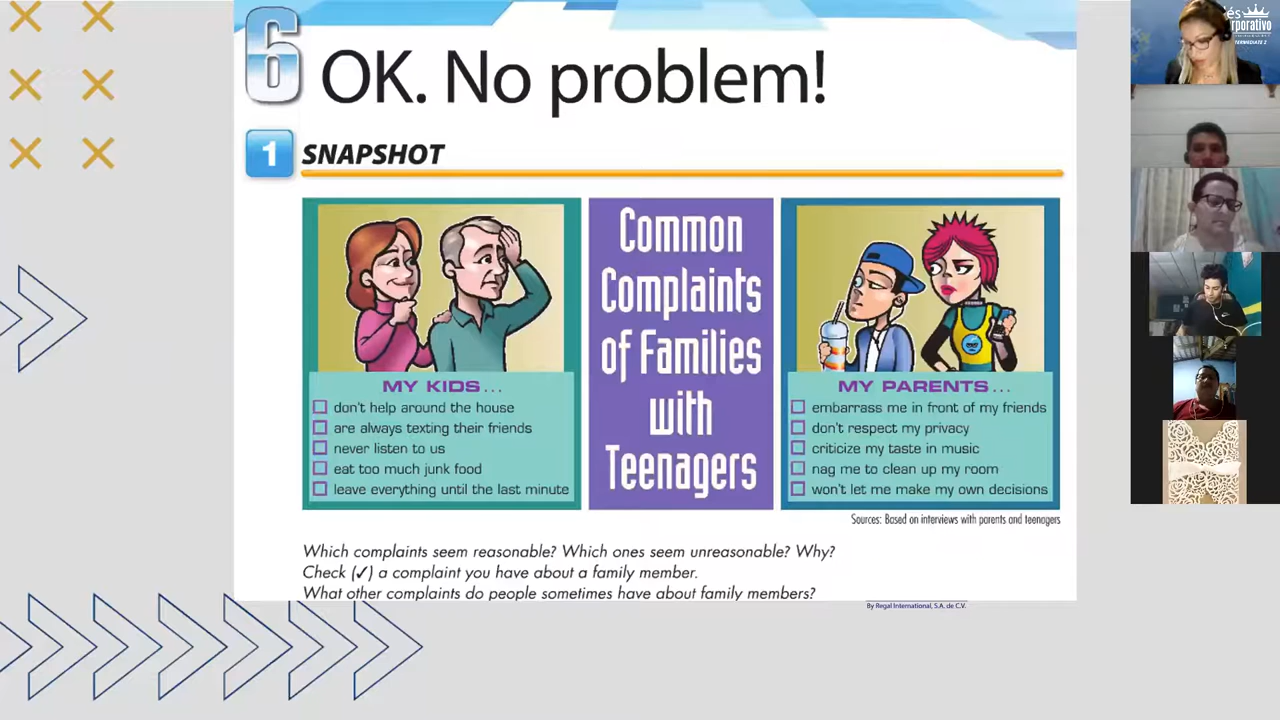 6 OK. No problem!
1 SNAPSHOT
Common
Complaints
of Families
with
Teenagers
MY KIDS...
don't help around the house
are always texting their friends
never listen to us
eat too much junk food
leave everything until the last minute
MY PARENTS...
embarrass me in front of my friends
don't respect my privacy
criticize my taste in music
nag me to clean up my room
won't let me make my own decisions
Sources: Based on interviews with parents and teenagers
Which complaints seem reasonable? Which ones seem unreasonable? Why?
Check (✓) a complaint you have about a family member.
What other complaints do people sometimes have about family members?
By Regal International, S.A. de C.V.
és
rporativo
INTERMEDIATE 2